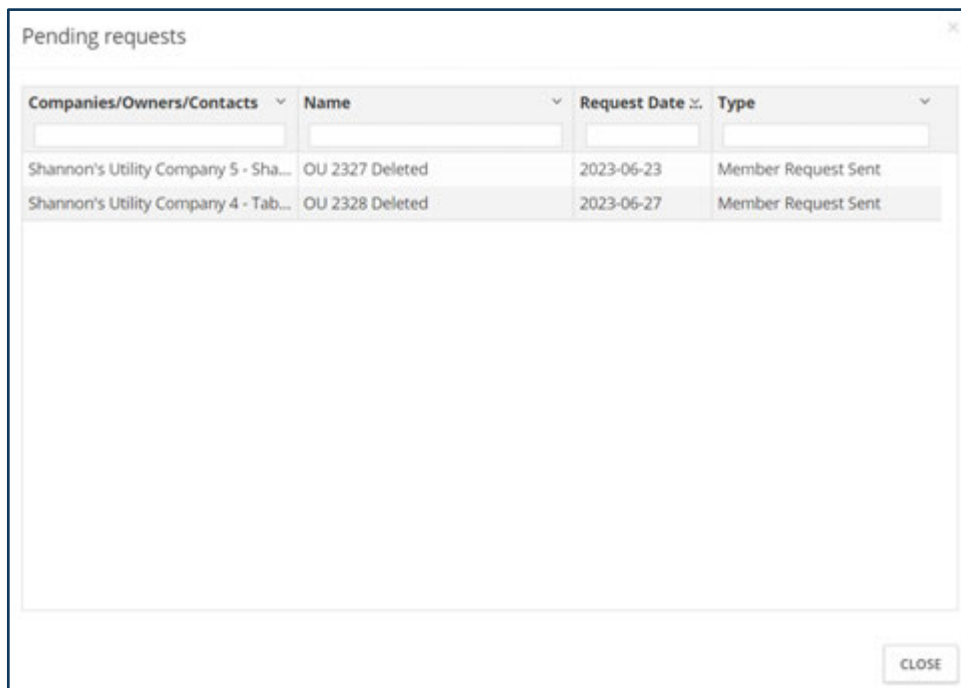 Pending requests
Companies/Owners/Contacts Name Request Date Type
Shannon's Utility Company 5 - Sha... OU 2327 Deleted 2023-06-23 Member Request Sent
Shannon's Utility Company 4 - Tab... OU 2328 Deleted 2023-06-27 Member Request Sent
CLOSE